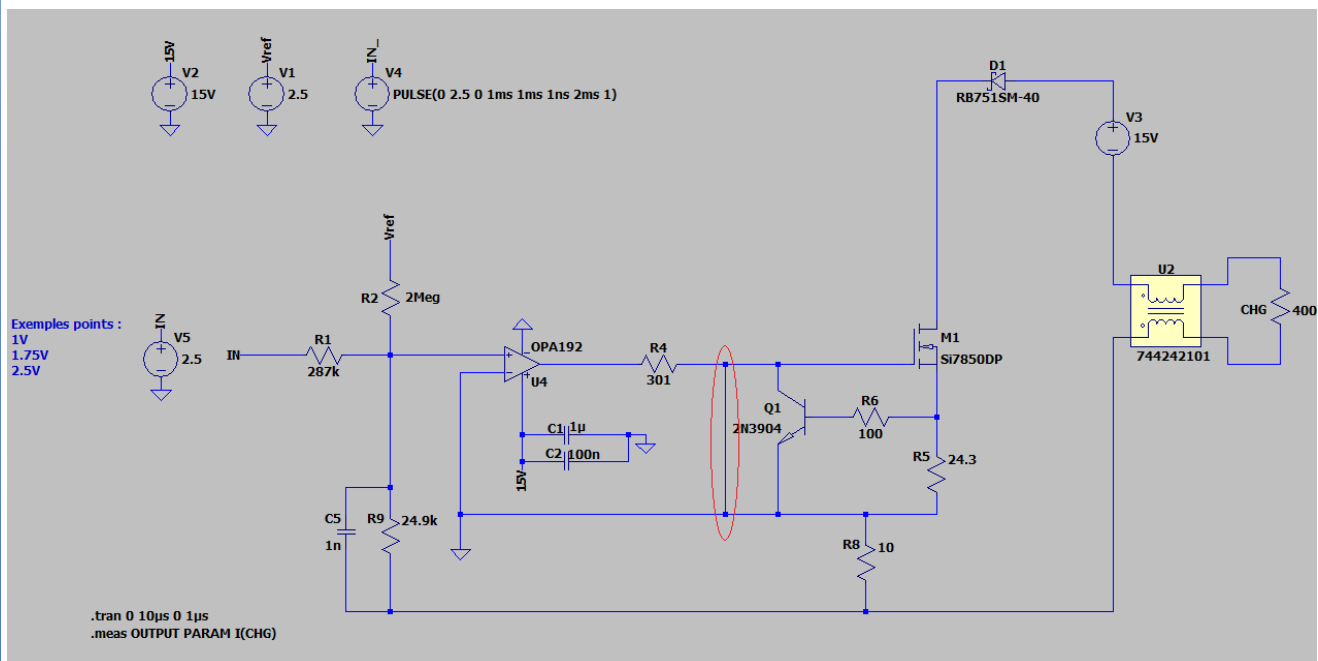 15V
V2
15V
Vref
V1
2.5
IN_
V4
PULSE(0 2.5 0 1ms 1ms 1ns 2ms 1)
D1
RB751SM-40
V3
15V
Vref
R2
2Meg
U2
CHG
400
744242101
Exemples points :
1V
1.75V
2.5V
IN
V5
2.5
IN
R1
287k
OPA192
U4
R4
301
M1
Si7850DP
Q1
2N3904
R6
100
C1
1µ
C2
100n
15V
R5
24.3
C5
1n
R9
24.9k
R8
10
.tran 0 10µs 0 1µs
.meas OUTPUT PARAM I(CHG)